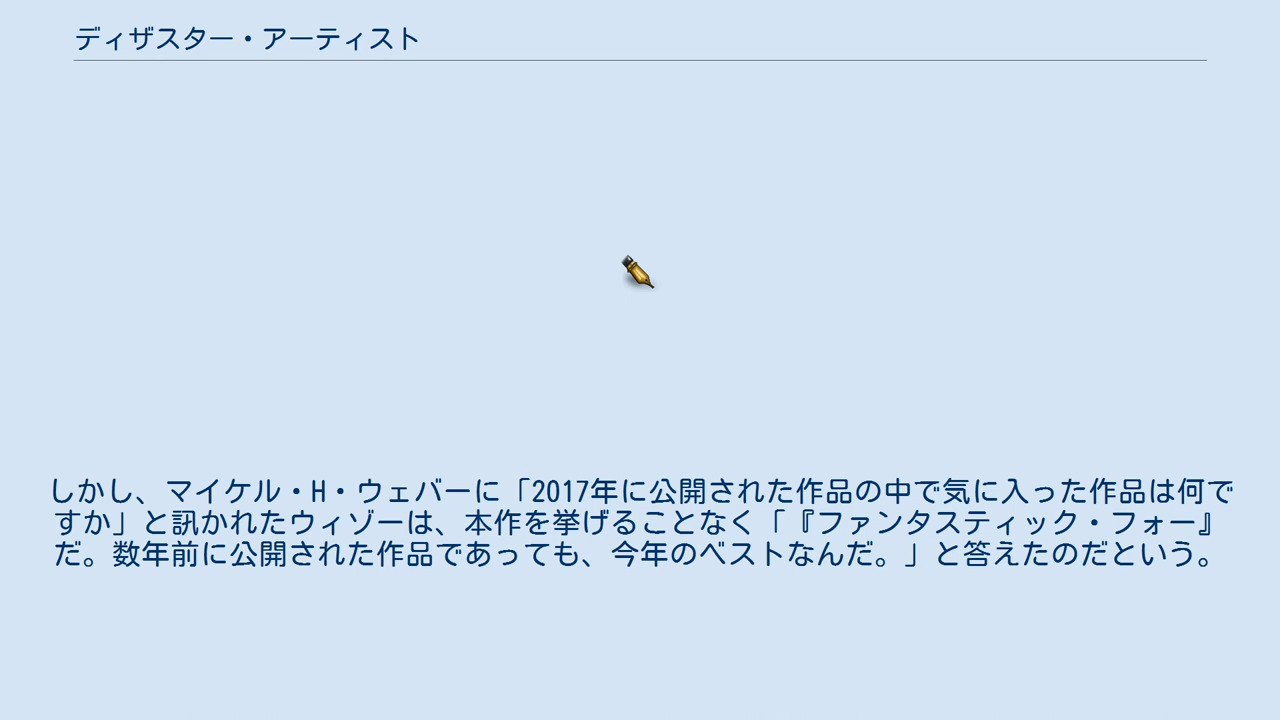 ディザスター・アーティスト
しかし、マイケル・H・ウェバーに「2017年に公開された作品の中で気に入った作品は何で
すか」と訊かれたウィゾーは、本作を挙げることなく「『ファンタスティック・フォー』
だ。数年前に公開された作品であっても、今年のベストなんだ。」と答えたのだという。